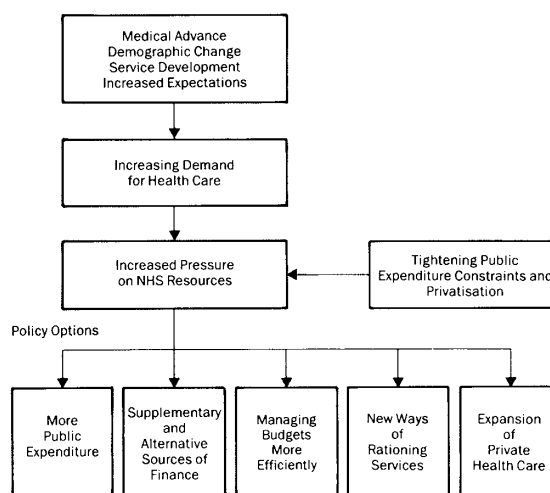 Medical Advance
Demographic Change
Service Development
Increased Expectations
Increasing Demand
for Health Care
Increased Pressure
on NHS Resources
Tightening Public
Expenditure Constraints and
Privatisation
Policy Options
More
Public
Expenditure
Supplementary
and
Alternative
Sources of
Finance
Managing
Budgets
More
Efficiently
New Ways
of
Rationing
Services
Expansion
of
Private
Health Care